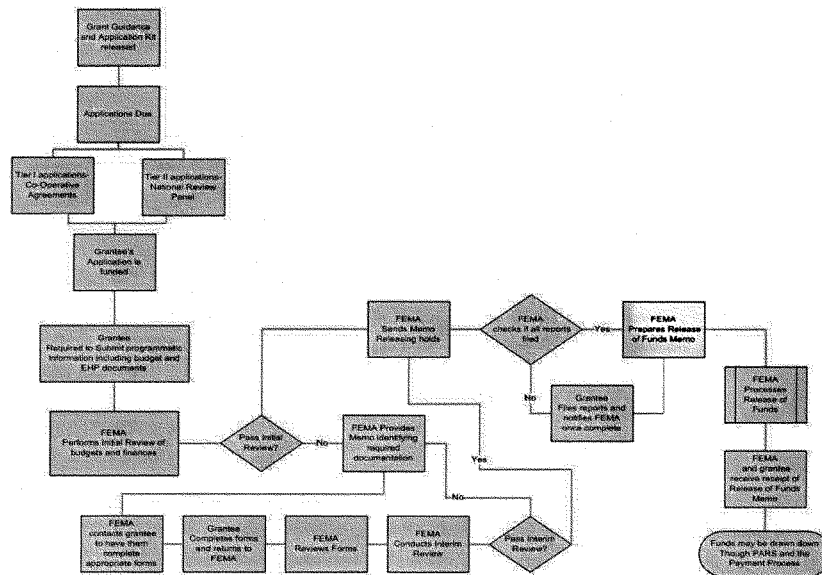 Grant Guidance
and Application Kit
released
Applications Due
Tier I applications-
Co-Operative
Agreements
Tier II applications-
National Review
Panel
Grantee's
Application is
funded
Grantee
Required to Submit programmatic
Information including budget and
EHP documents
FEMA
Performs Initial Review of
budgets and finances
Pass Initial
Review?
No
FEMA
Sends Memo
Releasing holds
FEMA
checks if all reports
filed
Yes
No
FEMA
Prepares Release
of Funds Memo
Grantee
Files reports and
notifies FEMA
once complete
FEMA
Processes
Release of
Funds
FEMA Provides
Memo identifying
required
documentation
No
Yes
FEMA
and grantee
receive receipt of
Release of Funds
Memo
FEMA
contacts grantee
to have them
complete
appropriate forms
Grantee
Completes forms
and returns to
FEMA
FEMA
Reviews Forms
FEMA
Conducts Interim
Review
Pass Interim
Review?
Funds may be drawn down
Though PARS and the
Payment Process